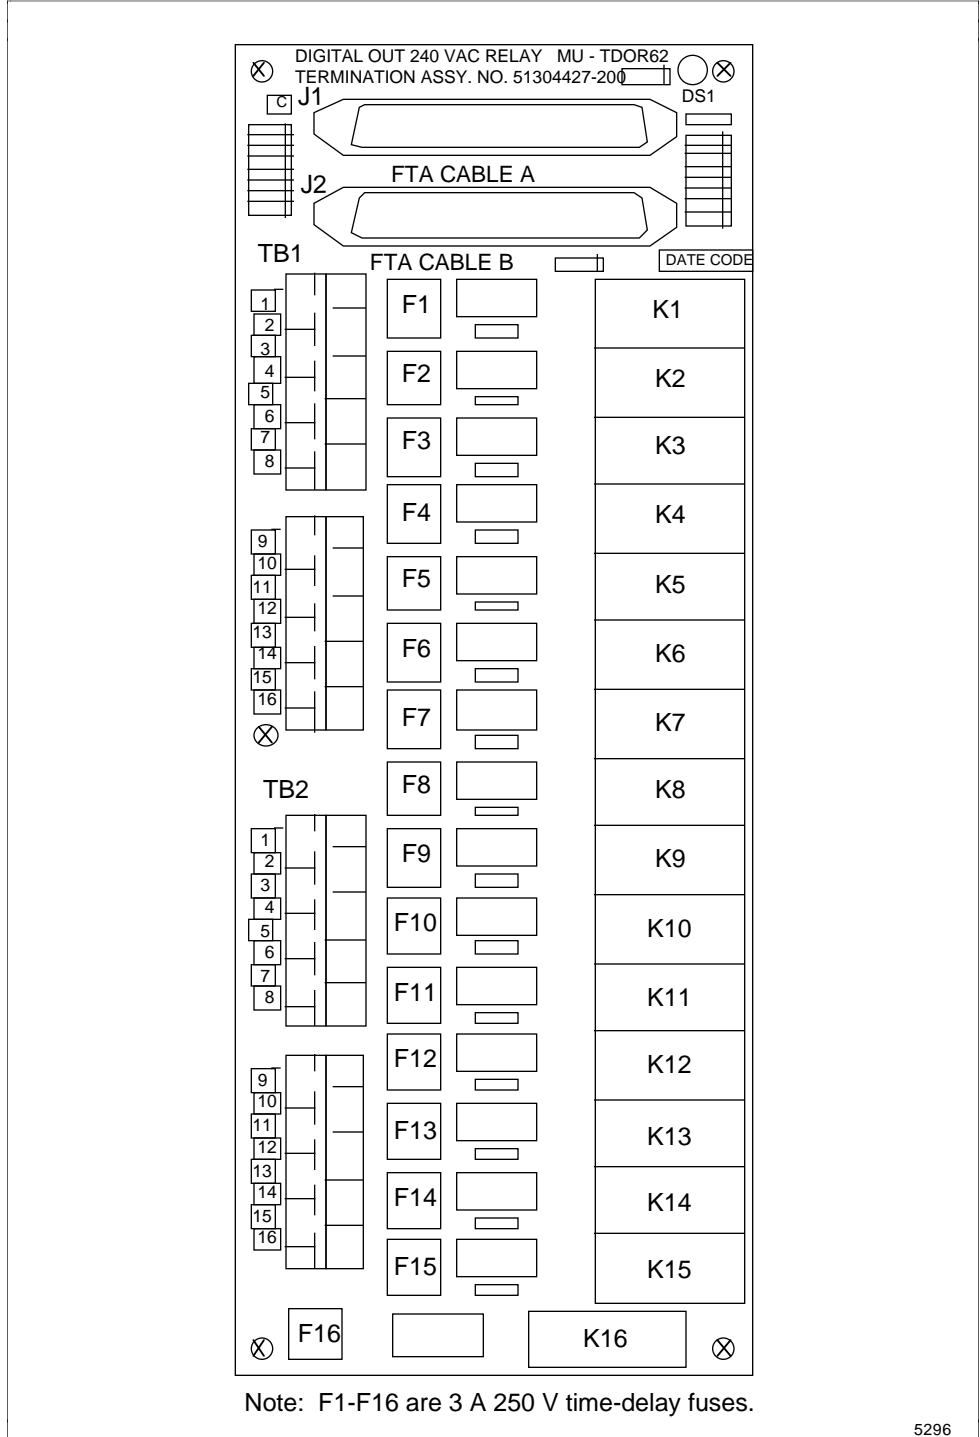 DIGITAL OUT 240 VAC RELAY MU - TDOR62
TERMINATION ASSY. NO. 51304427-200
DS1
C
J1
FTA CABLE A
J2
FTA CABLE B
DATE CODE
TB1
1
2
3
4
5
6
7
8
9
10
11
12
13
14
15
16
TB2
1
2
3
4
5
6
7
8
9
10
11
12
13
14
15
16
F1
F2
F3
F4
F5
F6
F7
F8
F9
F10
F11
F12
F13
F14
F15
F16
K1
K2
K3
K4
K5
K6
K7
K8
K9
K10
K11
K12
K13
K14
K15
K16
Note: F1-F16 are 3 A 250 V time-delay fuses.
5296